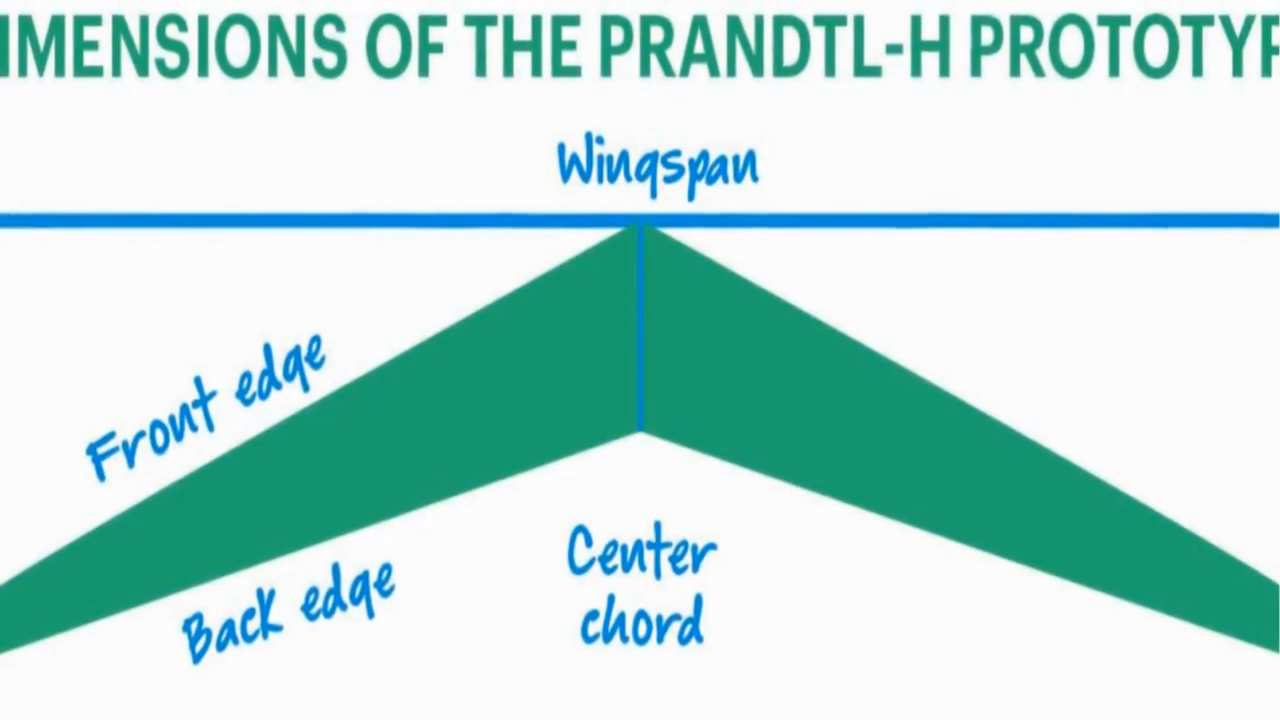 IMENSIONS OF THE PRANDTL-H PROTOTYP
Wingspan
Front edge
Back edge
Center
chord